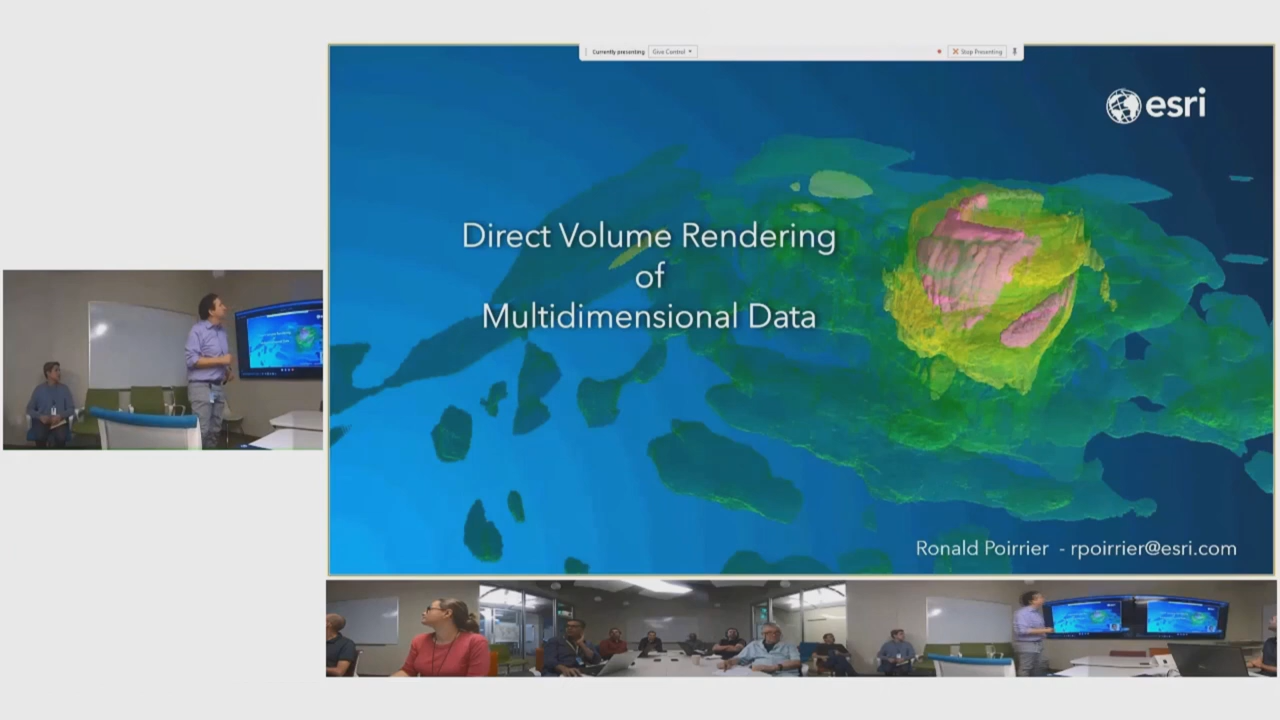 Currently presenting
Give Control
Stop Presenting
esri
Direct Volume Rendering
of
Multidimensional Data
Ronald Poirrier - rpoirrier@esri.com